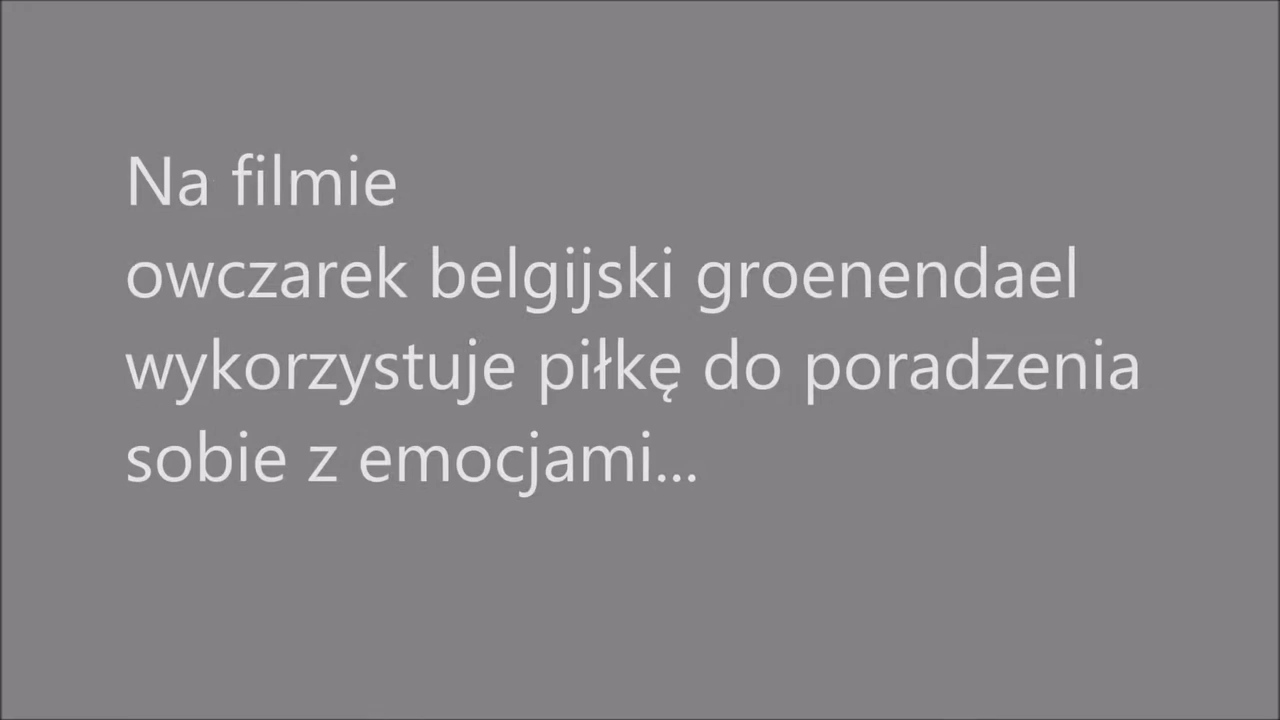 Na filmie
owczarek belgijski groenendael
wykorzystuje piłkę do poradzenia
sobie z emocjami...